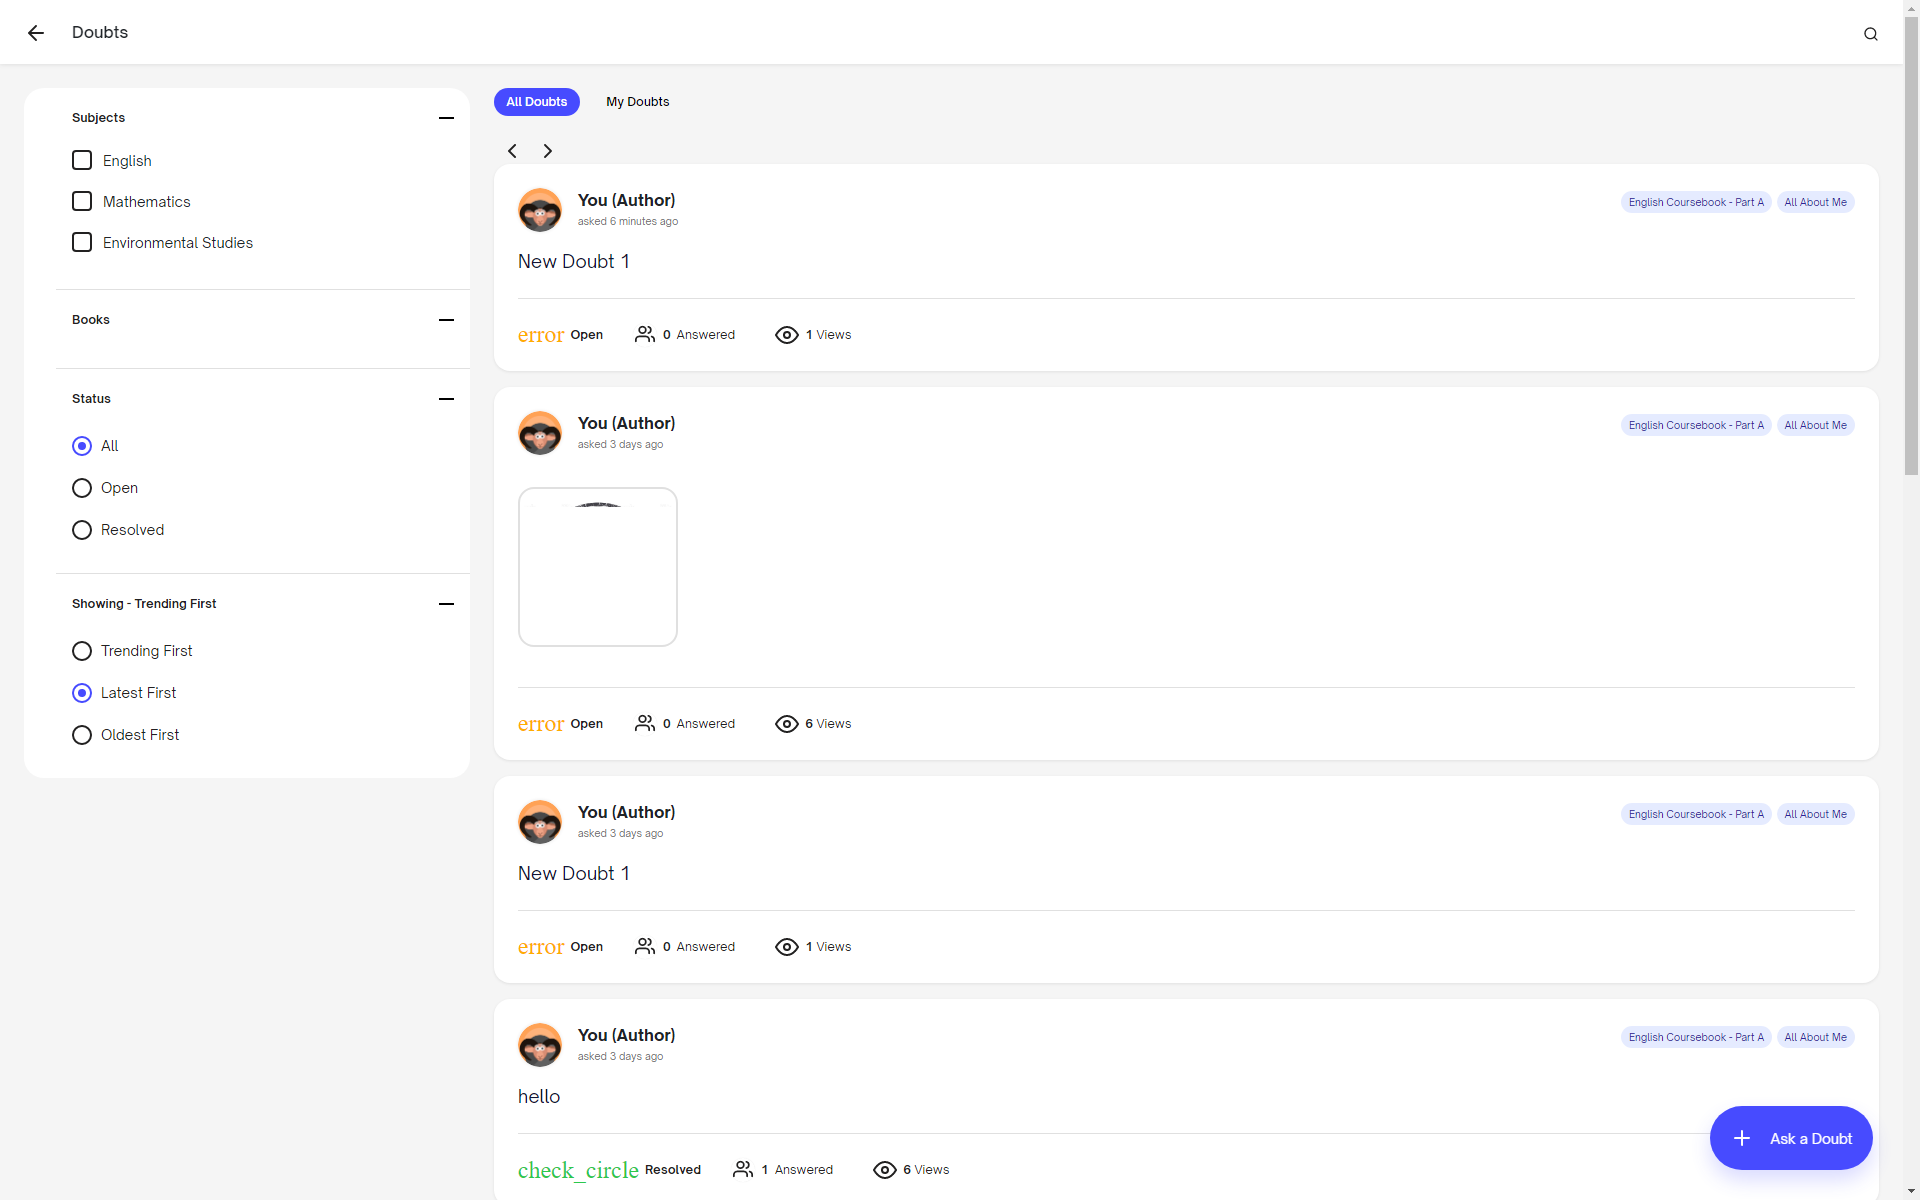 Doubts
Subjects
English
Mathematics
Environmental Studies
Books
Status
All
Open
Resolved
Showing - Trending First
Trending First
Latest First
Oldest First
All Doubts My Doubts
You (Author)
asked 6 minutes ago
English Coursebook - Part A All About Me
New Doubt 1
error Open 0 Answered 1 Views
You (Author)
asked 3 days ago
English Coursebook - Part A All About Me
error Open 0 Answered 6 Views
You (Author)
asked 3 days ago
English Coursebook - Part A All About Me
New Doubt 1
error Open 0 Answered 1 Views
You (Author)
asked 3 days ago
English Coursebook - Part A All About Me
hello
check_circle Resolved 1 Answered 6 Views
Ask a Doubt